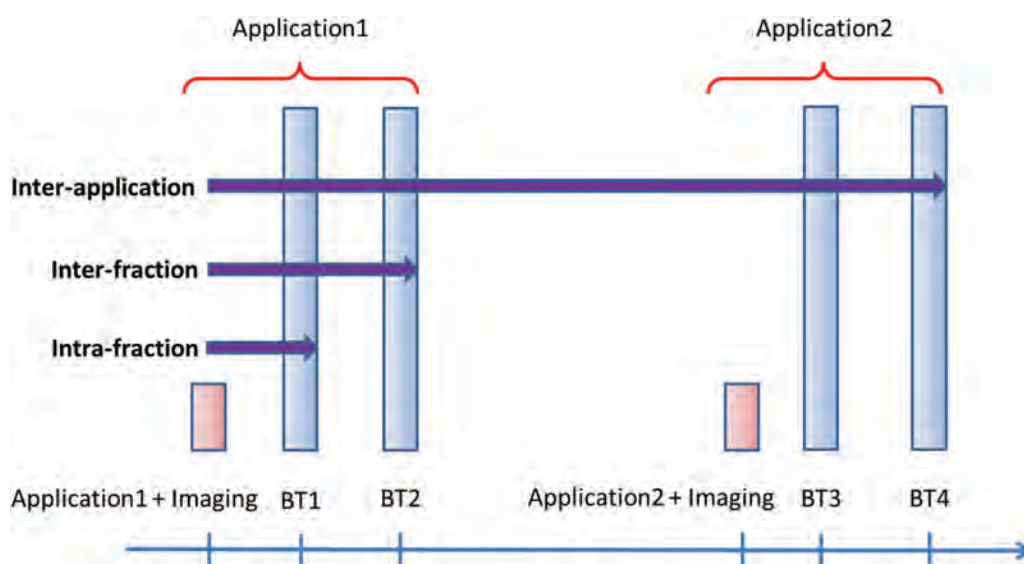 Application1
Application2
Inter-application
Inter-fraction
Intra-fraction
Application1 + Imaging
BT1
BT2
Application2 + Imaging
BT3
BT4